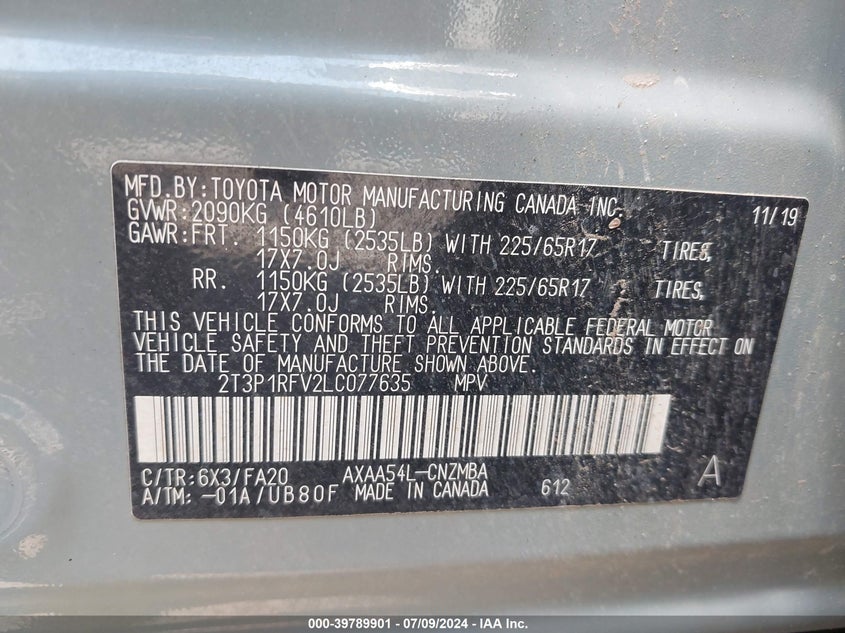 MFD.BY:TOYOTA MOTOR MANUFACTURING CANADA INC. 11/19
GVWR:2090KG (4610LB)
GAWR:FRT. 1150KG (2535LB) WITH 225/65R17 TIRES,
17X7.0J RIMS.
RR. 1150KG (2535LB) WITH 225/65R17 TIRES,
17X7.0J RIMS.
THIS VEHICLE CONFORMS TO ALL APPLICABLE FEDERAL MOTOR
VEHICLE SAFETY AND THEFT PREVENTION STANDARDS IN EFFECT ON
THE DATE OF MANUFACTURE SHOWN ABOVE.
2T3P1RFV2LC077635 MPV
C/TR:6X3/FA20 AXAA54L-CNZMBA A
A/TM:-01A/UB80F MADE IN CANADA 612
000-39789901 - 07/09/2024 - IAA Inc.